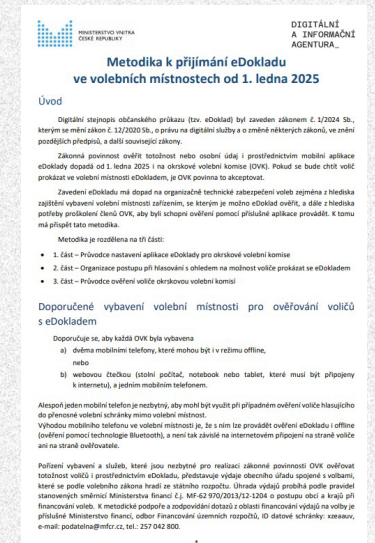 MINISTERSTVO VNITRA
ČESKÉ REPUBLIKY
DIGITÁLNÍ
A INFORMAČNÍ
AGENTURA_
Metodika k přijímání eDokladu
ve volebních místnostech od 1. ledna 2025
Úvod
Digitální stejnopis občanského průkazu (tzv. eDoklad) byl zaveden zákonem č. 1/2024 Sb.,
kterým se mění zákon č. 12/2020 Sb., o právu na digitální služby a o změně některých zákonů, ve znění
pozdějších předpisů, a další související zákony.
Zákonná povinnost ověřit totožnost nebo osobní údaj i prostřednictvím mobilní aplikace
eDoklady dopadá od 1. ledna 2025 i na okrskové volební komise (OVK). Pokud se bude chtít volič
prokázat ve volební místnosti eDokladem, je OVK povinna to akceptovat.
Zavedení eDokladu má dopad na organizačně technické zabezpečení voleb zejména z hlediska
zajištění vybavení volební místnosti zařízením, se kterým je možno eDoklad ověřit, a dále z hlediska
potřeby proškolení členů OVK, aby byli schopni ověření pomocí příslušné aplikace provádět. K tomu
má přispět tato metodika.
Metodika je rozdělena na tři části:
• 1. část – Průvodce nastavení aplikace eDoklady pro okrskové volební komise
• 2. část – Organizace postupu při hlasování s ohledem na možnost voliče prokázat se eDokladem
• 3. část – Průvodce ověření voliče okrskovou volební komisí
Doporučené vybavení volební místnosti pro ověřování voličů
s eDokladem
Doporučuje se, aby každá OVK byla vybavena
a) dvěma mobilními telefony, které mohou být i v režimu offline,
nebo
b) webovou čtečkou (stolní počítač, notebook nebo tablet, které musí být připojeny
k internetu), a jedním mobilním telefonem.
Alespoň jeden mobilní telefon je nezbytný, aby mohl být využit při případném ověření voliče hlasujícího
do přenosné volební schránky mimo volební místnost.
Výhodou mobilního telefonu ve volební místnosti je, že s ním lze provádět ověření eDokladu i offline
(ověření pomocí technologie Bluetooth), a není tak závislé na internetovém připojení na straně voliče
ani na straně ověřovatele.
Pořízení vybavení a služeb, které jsou nezbytné pro realizaci zákonné povinnosti OVK ověřovat
totožnost voličů i prostřednictvím eDokladu, představuje výdaje obecního úřadu spojené s volbami,
které se podle volebního zákona hradí ze státního rozpočtu. Úhrada výdajů probíhá podle pravidel
stanovených směrnicí Ministerstva financí č.j. MF-62 970/2013/12-1204 o postupu obcí a krajů při
financování voleb. K metodické podpoře a zodpovídání dotazů z oblasti financování výdajů na volby je
příslušné Ministerstvo financí, odbor Financování územních rozpočtů, ID datové schránky: xzeaauv,
e-mail: podatelna@mfcr.cz, tel.: 257 042 800.